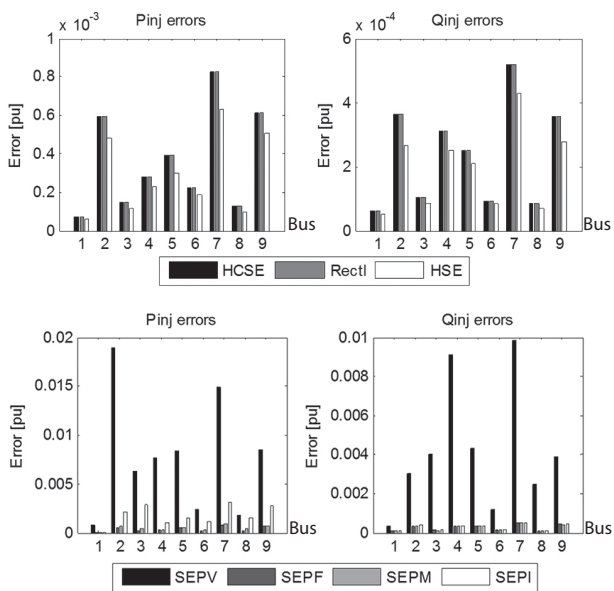 Pinj errors
x 10⁻³
Error [pu]
1
0.8
0.6
0.4
0.2
0
1 2 3 4 5 6 7 8 9
Bus
Qinj errors
x 10⁻⁴
Error [pu]
6
4
2
0
1 2 3 4 5 6 7 8 9
Bus
HCSE RectI HSE
Pinj errors
Error [pu]
0.02
0.015
0.01
0.005
0
1 2 3 4 5 6 7 8 9
Bus
Qinj errors
Error [pu]
0.01
0.008
0.006
0.004
0.002
0
1 2 3 4 5 6 7 8 9
Bus
SEPV SEPF SEPM SEPI